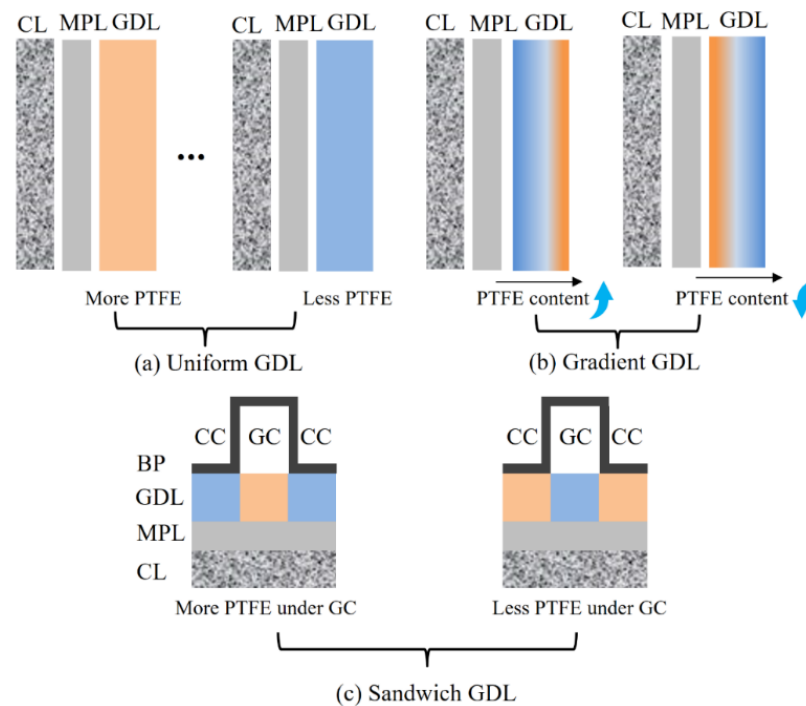 CL MPL GDL
CL MPL GDL
CL MPL GDL
CL MPL GDL
•••
More PTFE
Less PTFE
PTFE content
PTFE content
(a) Uniform GDL
(b) Gradient GDL
CC GC CC
CC GC CC
BP
GDL
MPL
CL
More PTFE under GC
Less PTFE under GC
(c) Sandwich GDL